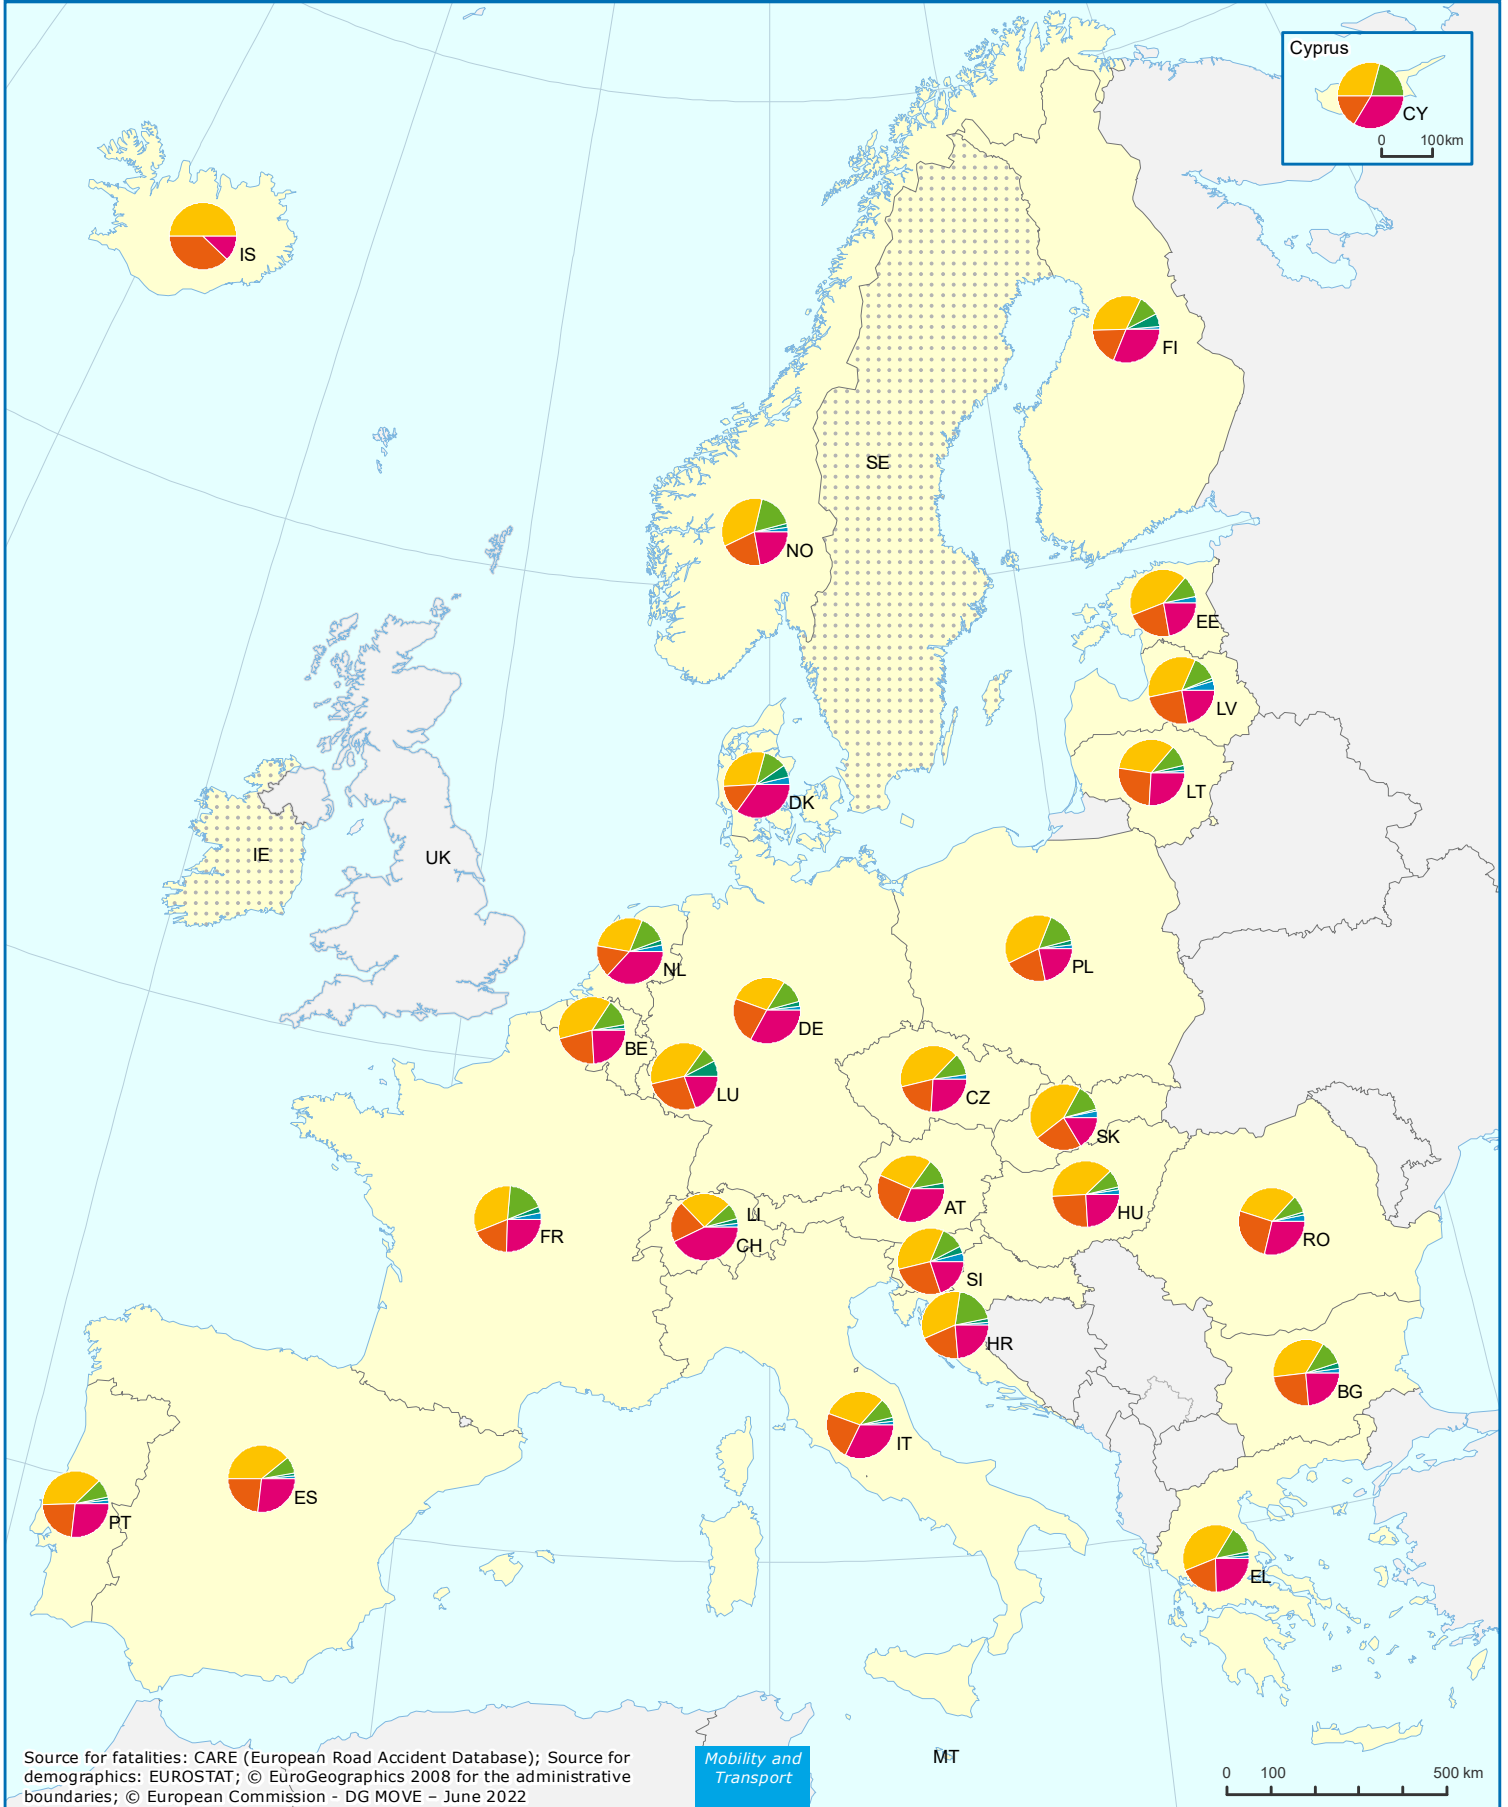 Cyprus
CY
0 100km
IS
FI
SE
NO
EE
LV
LT
DK
IE
UK
NL
PL
DE
BE
LU
CZ
SK
AT
HU
FR
LI
CH
RO
SI
HR
BG
IT
ES
PT
EL
MT
Source for fatalities: CARE (European Road Accident Database); Source for
demographics: EUROSTAT; © EuroGeographics 2008 for the administrative
boundaries; © European Commission - DG MOVE – June 2022
Mobility and
Transport
0 100 500 km